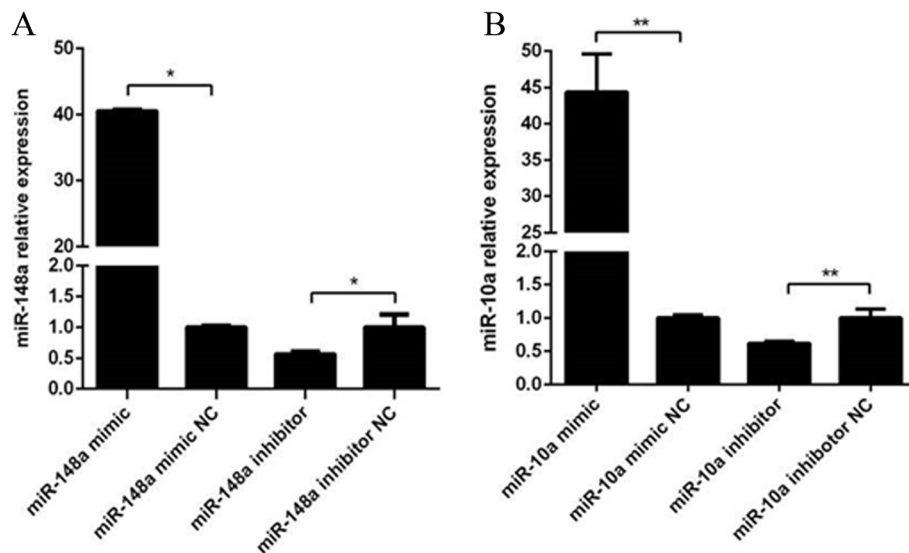 A
miR-148a relative expression
50
40
30
20
2.0
1.5
1.0
0.5
0.0
*
*
miR-148a mimic
miR-148a mimic NC
miR-148a inhibitor
miR-148a inhibitor NC
B
miR-10a relative expression
50
45
40
35
30
25
2.0
1.5
1.0
0.5
0.0
**
**
miR-10a mimic
miR-10a mimic NC
miR-10a inhibitor
miR-10a inhibotor NC